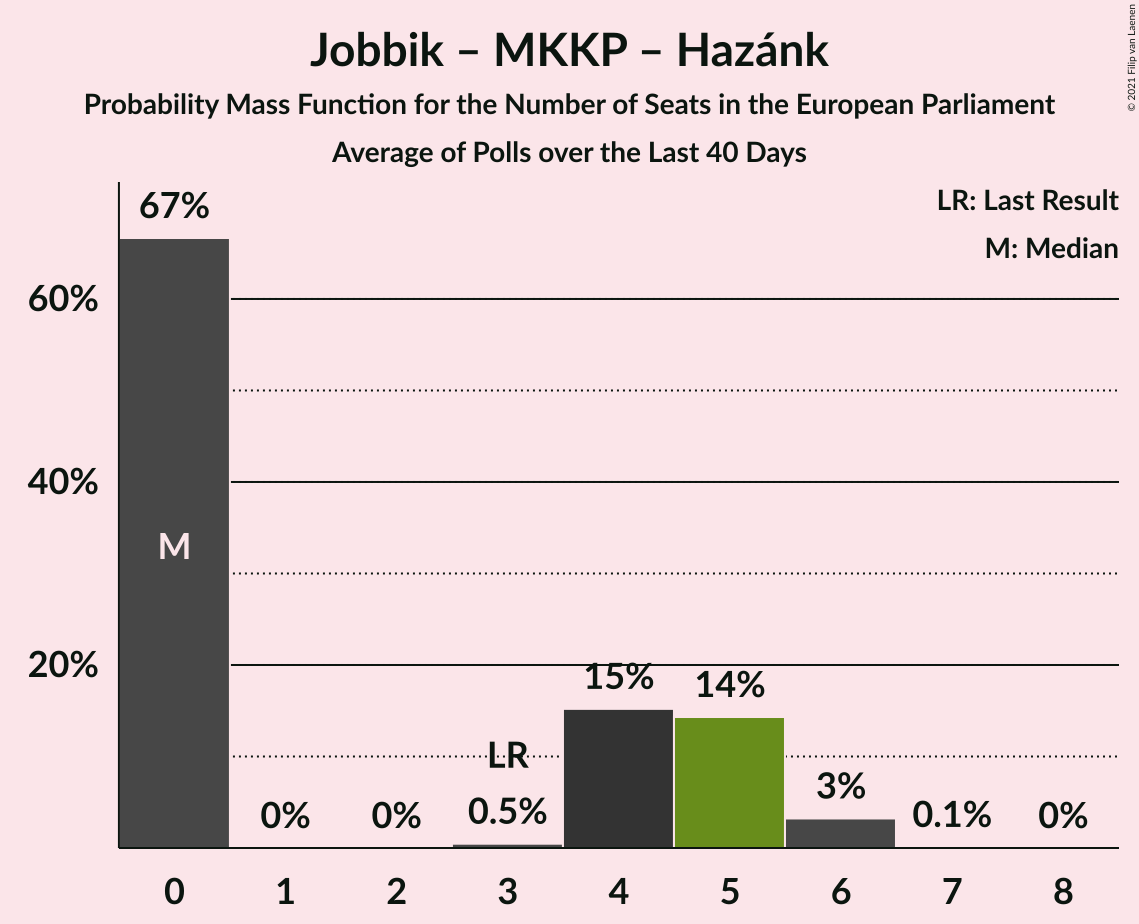 Jobbik – MKKP – Hazánk
Probability Mass Function for the Number of Seats in the European Parliament
Average of Polls over the Last 40 Days
© 2021 Filip van Laenen
LR: Last Result
M: Median
67%
60%
40%
M
20%
15%
14%
LR
0%
0%
0.5%
3%
0.1%
0%
0
1
2
3
4
5
6
7
8